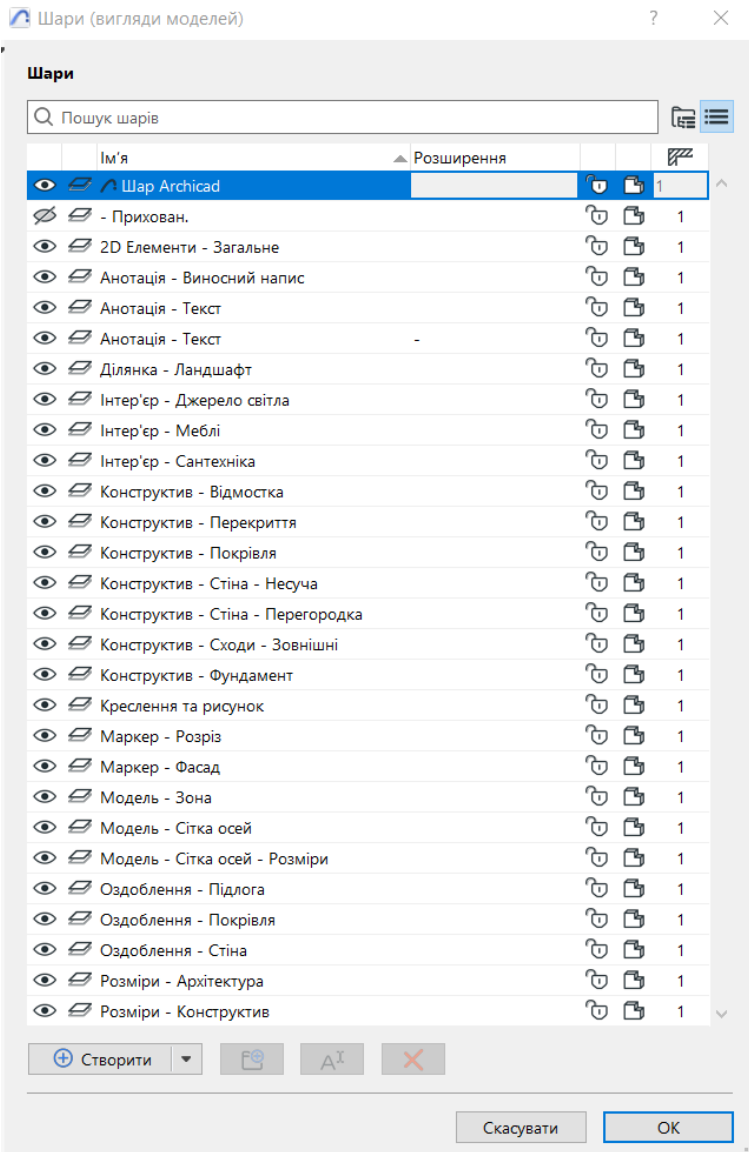 Шари (вигляди моделей)
Шари
Пошук шарів
Ім'я Розширення
Шар Archicad 1
- Прихован. 1
2D Елементи - Загальне 1
Анотація - Виносний напис 1
Анотація - Текст 1
Анотація - Текст - 1
Ділянка - Ландшафт 1
Інтер'єр - Джерело світла 1
Інтер'єр - Меблі 1
Інтер'єр - Сантехніка 1
Конструктив - Відмостка 1
Конструктив - Перекриття 1
Конструктив - Покрівля 1
Конструктив - Стіна - Несуча 1
Конструктив - Стіна - Перегородка 1
Конструктив - Сходи - Зовнішні 1
Конструктив - Фундамент 1
Креслення та рисунок 1
Маркер - Розріз 1
Маркер - Фасад 1
Модель - Зона 1
Модель - Сітка осей 1
Модель - Сітка осей - Розміри 1
Оздоблення - Підлога 1
Оздоблення - Покрівля 1
Оздоблення - Стіна 1
Розміри - Архітектура 1
Розміри - Конструктив 1
Створити
Скасувати OK